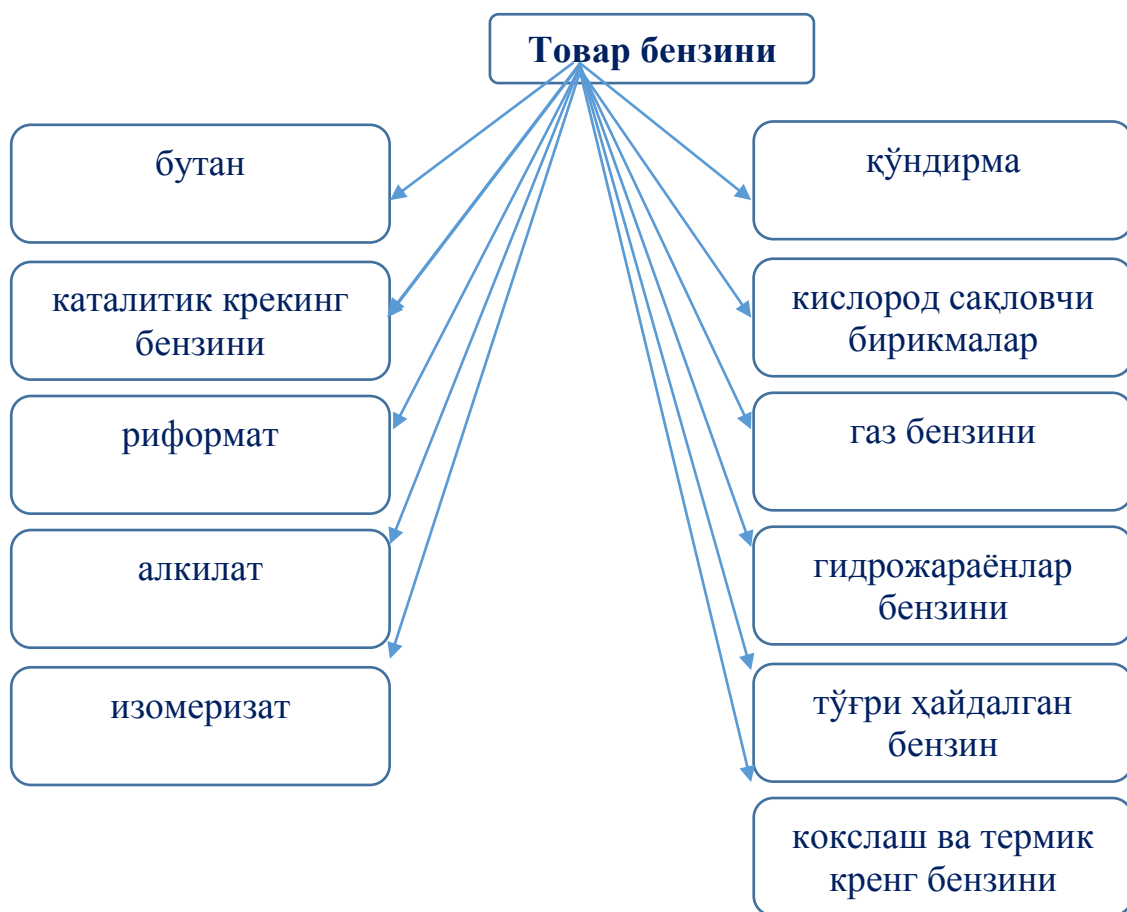 Товар бензини
бутан
каталитик крекинг
бензини
риформат
алкилат
изомеризат
қўндирма
кислород сақловчи
бирикмалар
газ бензини
гидрожараёнлар
бензини
тўғри ҳайдалган
бензин
кокслаш ва термик
кренг бензини